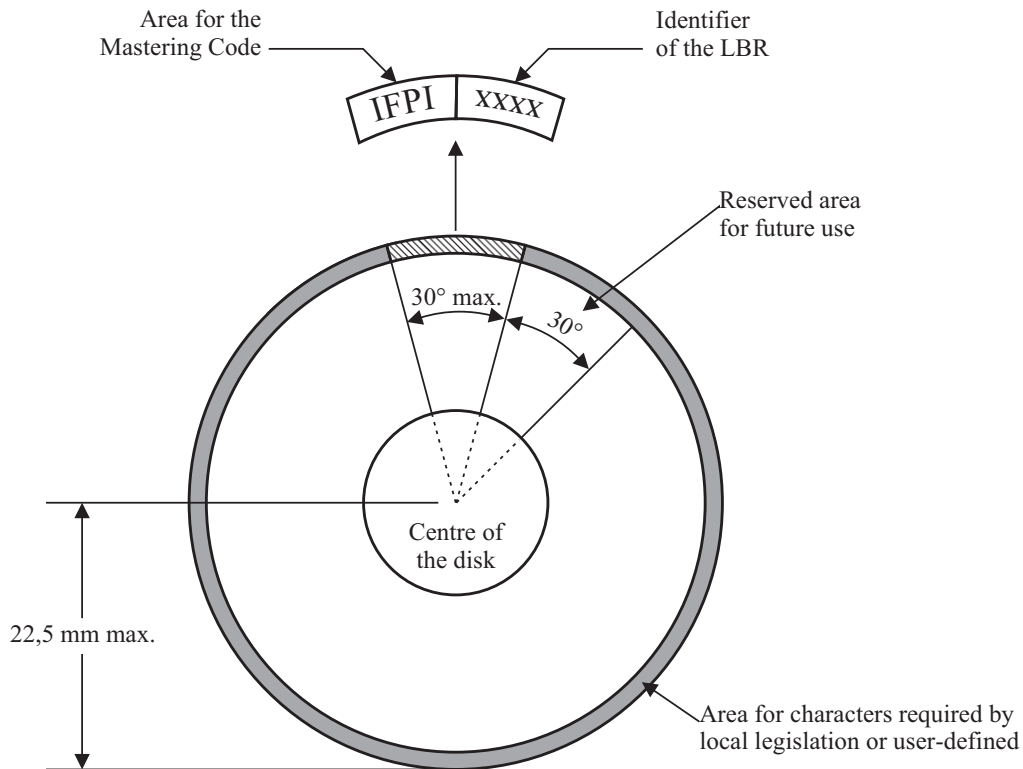 Area for the
Mastering Code
Identifier
of the LBR
IFPI xxxx
Reserved area
for future use
30° max.
30°
Centre of
the disk
22,5 mm max.
Area for characters required by
local legislation or user-defined